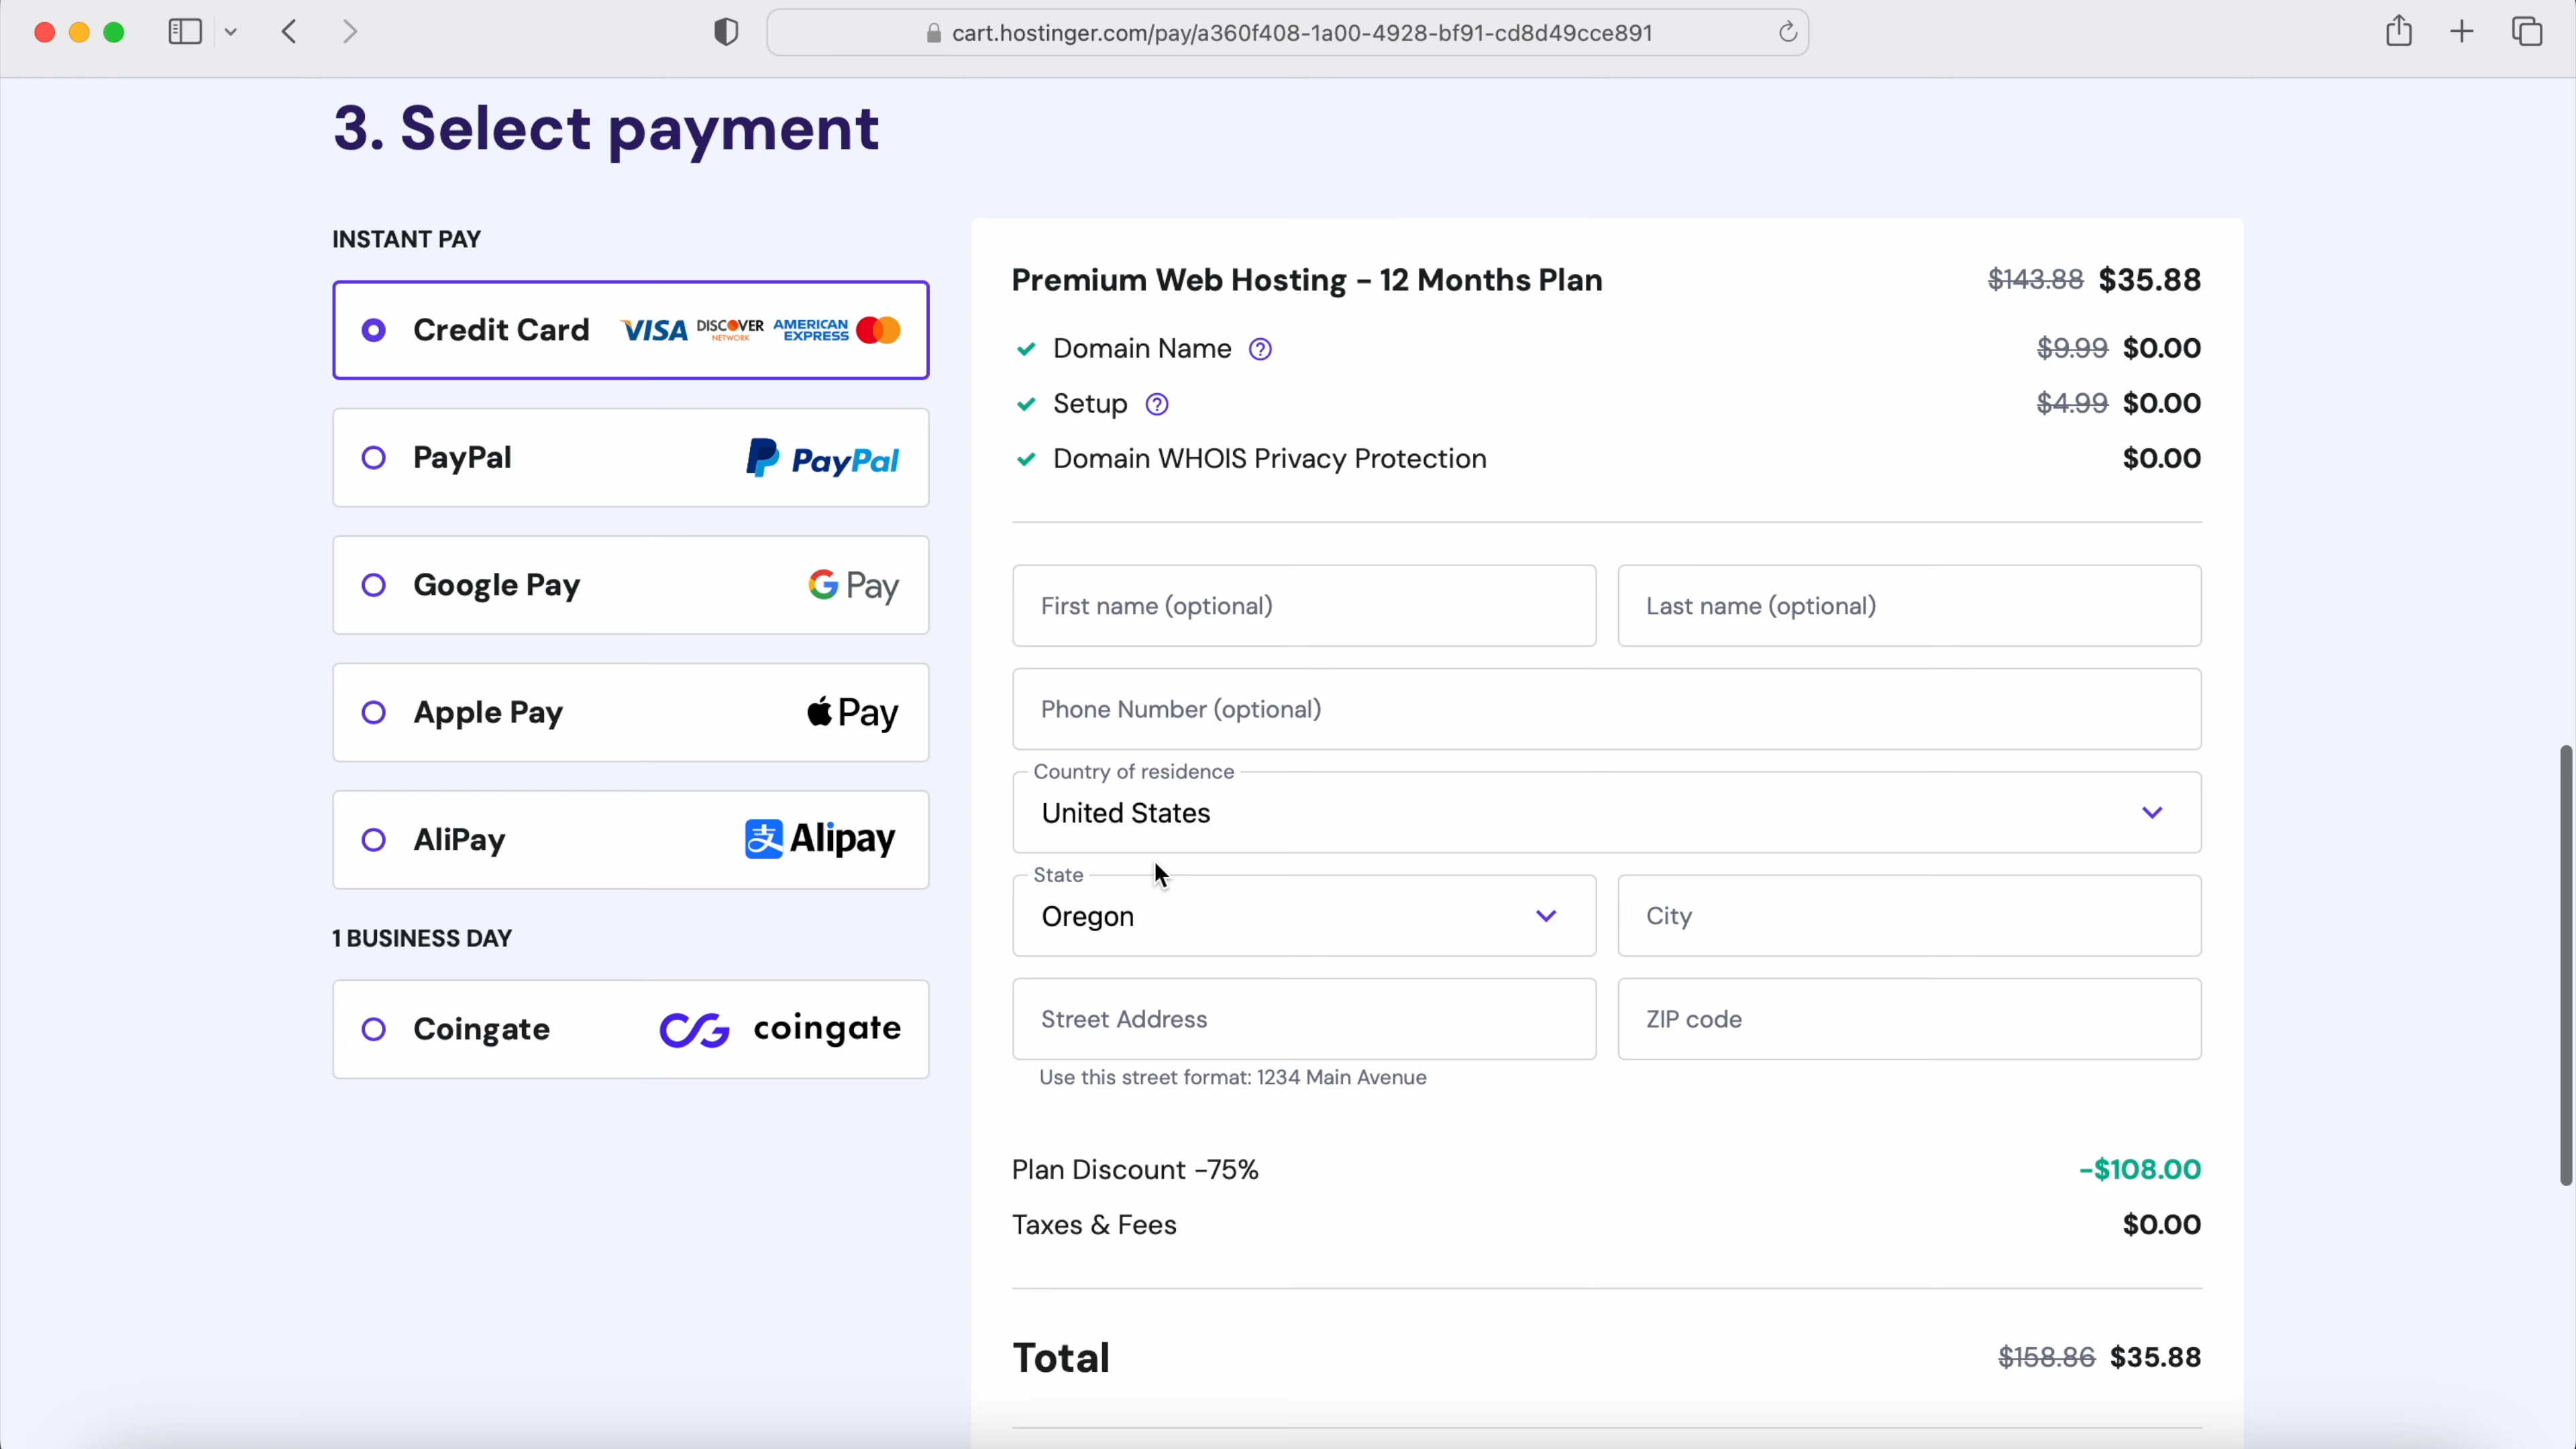 cart.hostinger.com/pay/a360f408-1a00-4928-bf91-cd8d49cce891
3. Select payment
INSTANT PAY
Credit Card VISA DISCOVER NETWORK AMERICAN EXPRESS
PayPal PayPal
Google Pay G Pay
Apple Pay Pay
AliPay 支 Alipay
1 BUSINESS DAY
Coingate CG coingate
Premium Web Hosting - 12 Months Plan $143.88 $35.88
Domain Name ? $9.99 $0.00
Setup ? $4.99 $0.00
Domain WHOIS Privacy Protection $0.00
First name (optional) Last name (optional)
Phone Number (optional)
Country of residence
United States
State
Oregon City
Street Address ZIP code
Use this street format: 1234 Main Avenue
Plan Discount -75% -$108.00
Taxes & Fees $0.00
Total $158.86 $35.88